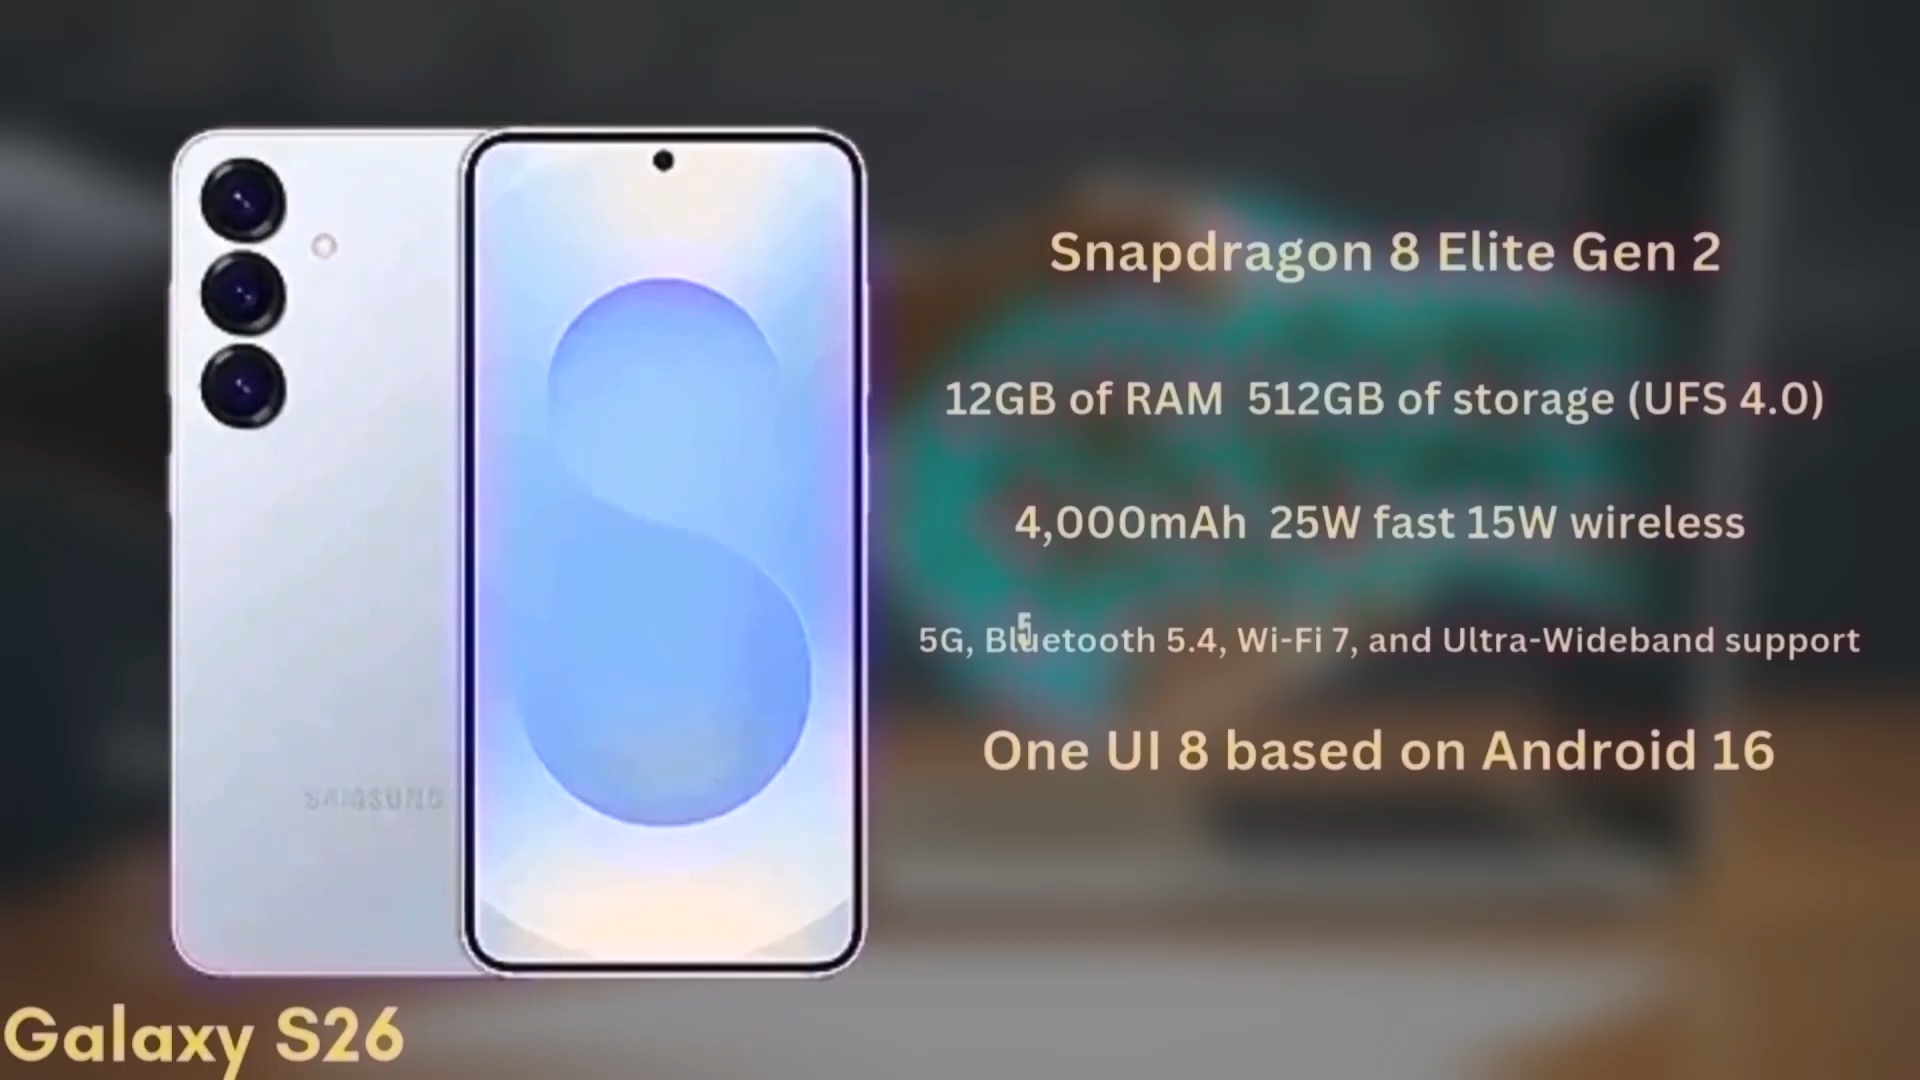 Snapdragon 8 Elite Gen 2
12GB of RAM 512GB of storage (UFS 4.0)
4,000mAh 25W fast 15W wireless
5
5G, Bluetooth 5.4, Wi-Fi 7, and Ultra-Wideband support
One UI 8 based on Android 16
SAMSUNG
Galaxy S26